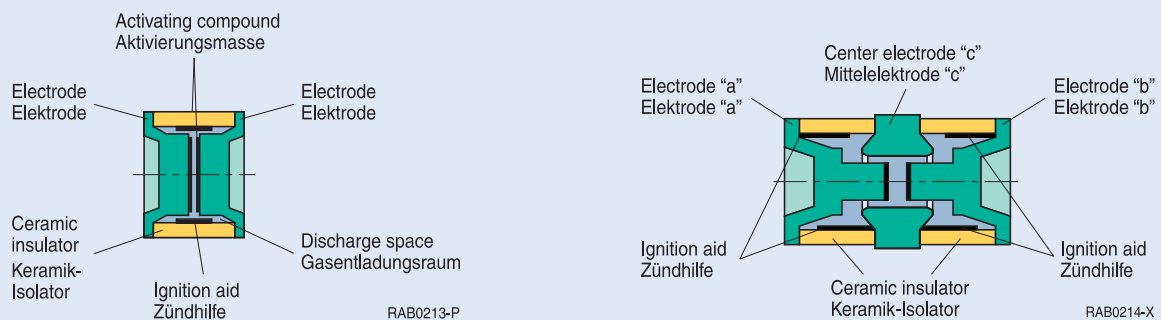 Activating compound
Aktivierungsmasse
Electrode
Elektrode
Electrode
Elektrode
Ceramic
insulator
Keramik-
Isolator
Ignition aid
Zündhilfe
Discharge space
Gasentladungsraum
RAB0213-P
Center electrode “c”
Mittelelektrode “c”
Electrode “a”
Elektrode “a”
Electrode “b”
Elektrode “b”
Ignition aid
Zündhilfe
Ceramic insulator
Keramik-Isolator
Ignition aid
Zündhilfe
RAB0214-X